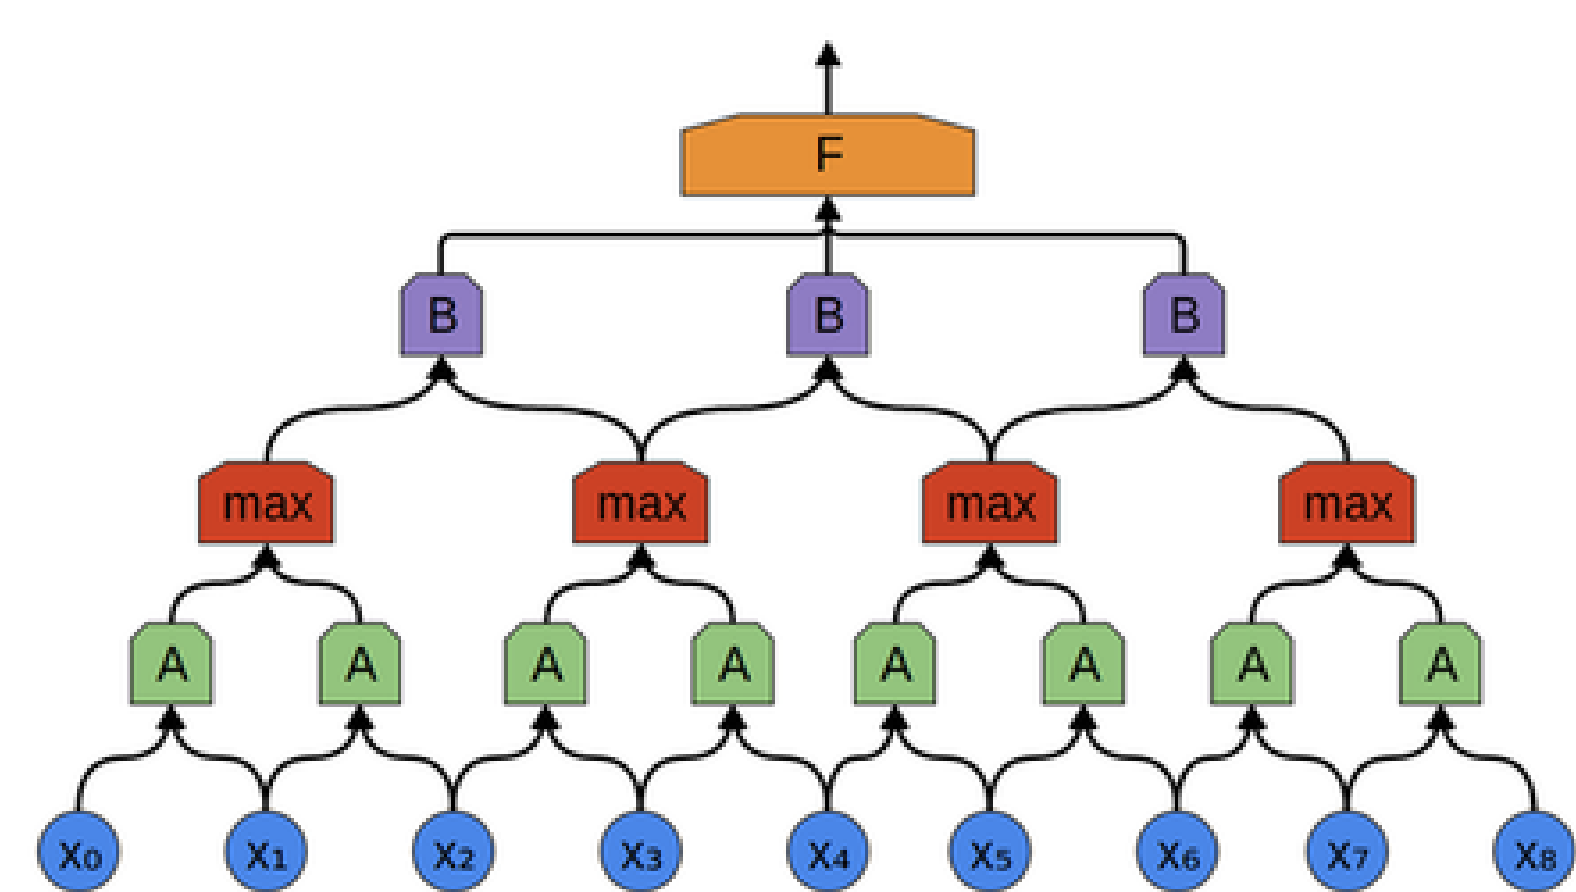 F
B B B
max max max max
A A A A A A A A
x₀ x₁ x₂ x₃ x₄ x₅ x₆ x₇ x₈